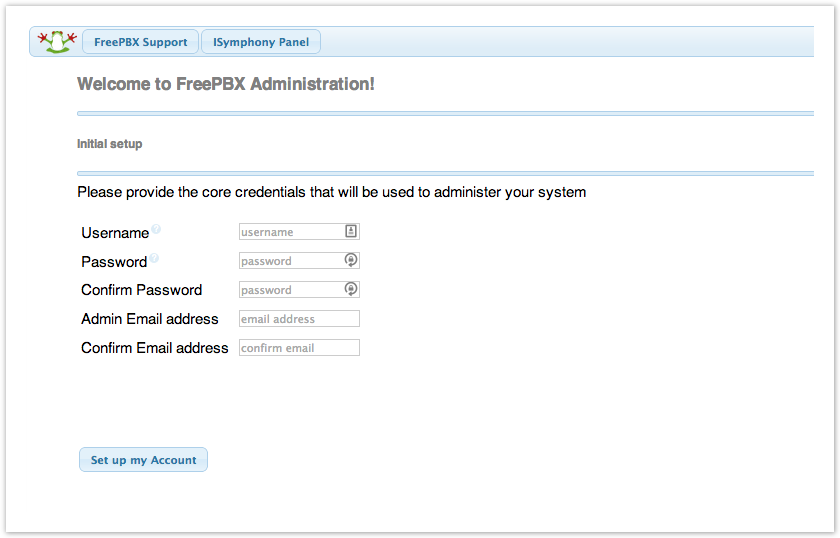 FreePBX Support ISymphony Panel
Welcome to FreePBX Administration!
Initial setup
Please provide the core credentials that will be used to administer your system
Username ? username
Password ? password
Confirm Password password
Admin Email address email address
Confirm Email address confirm email
Set up my Account